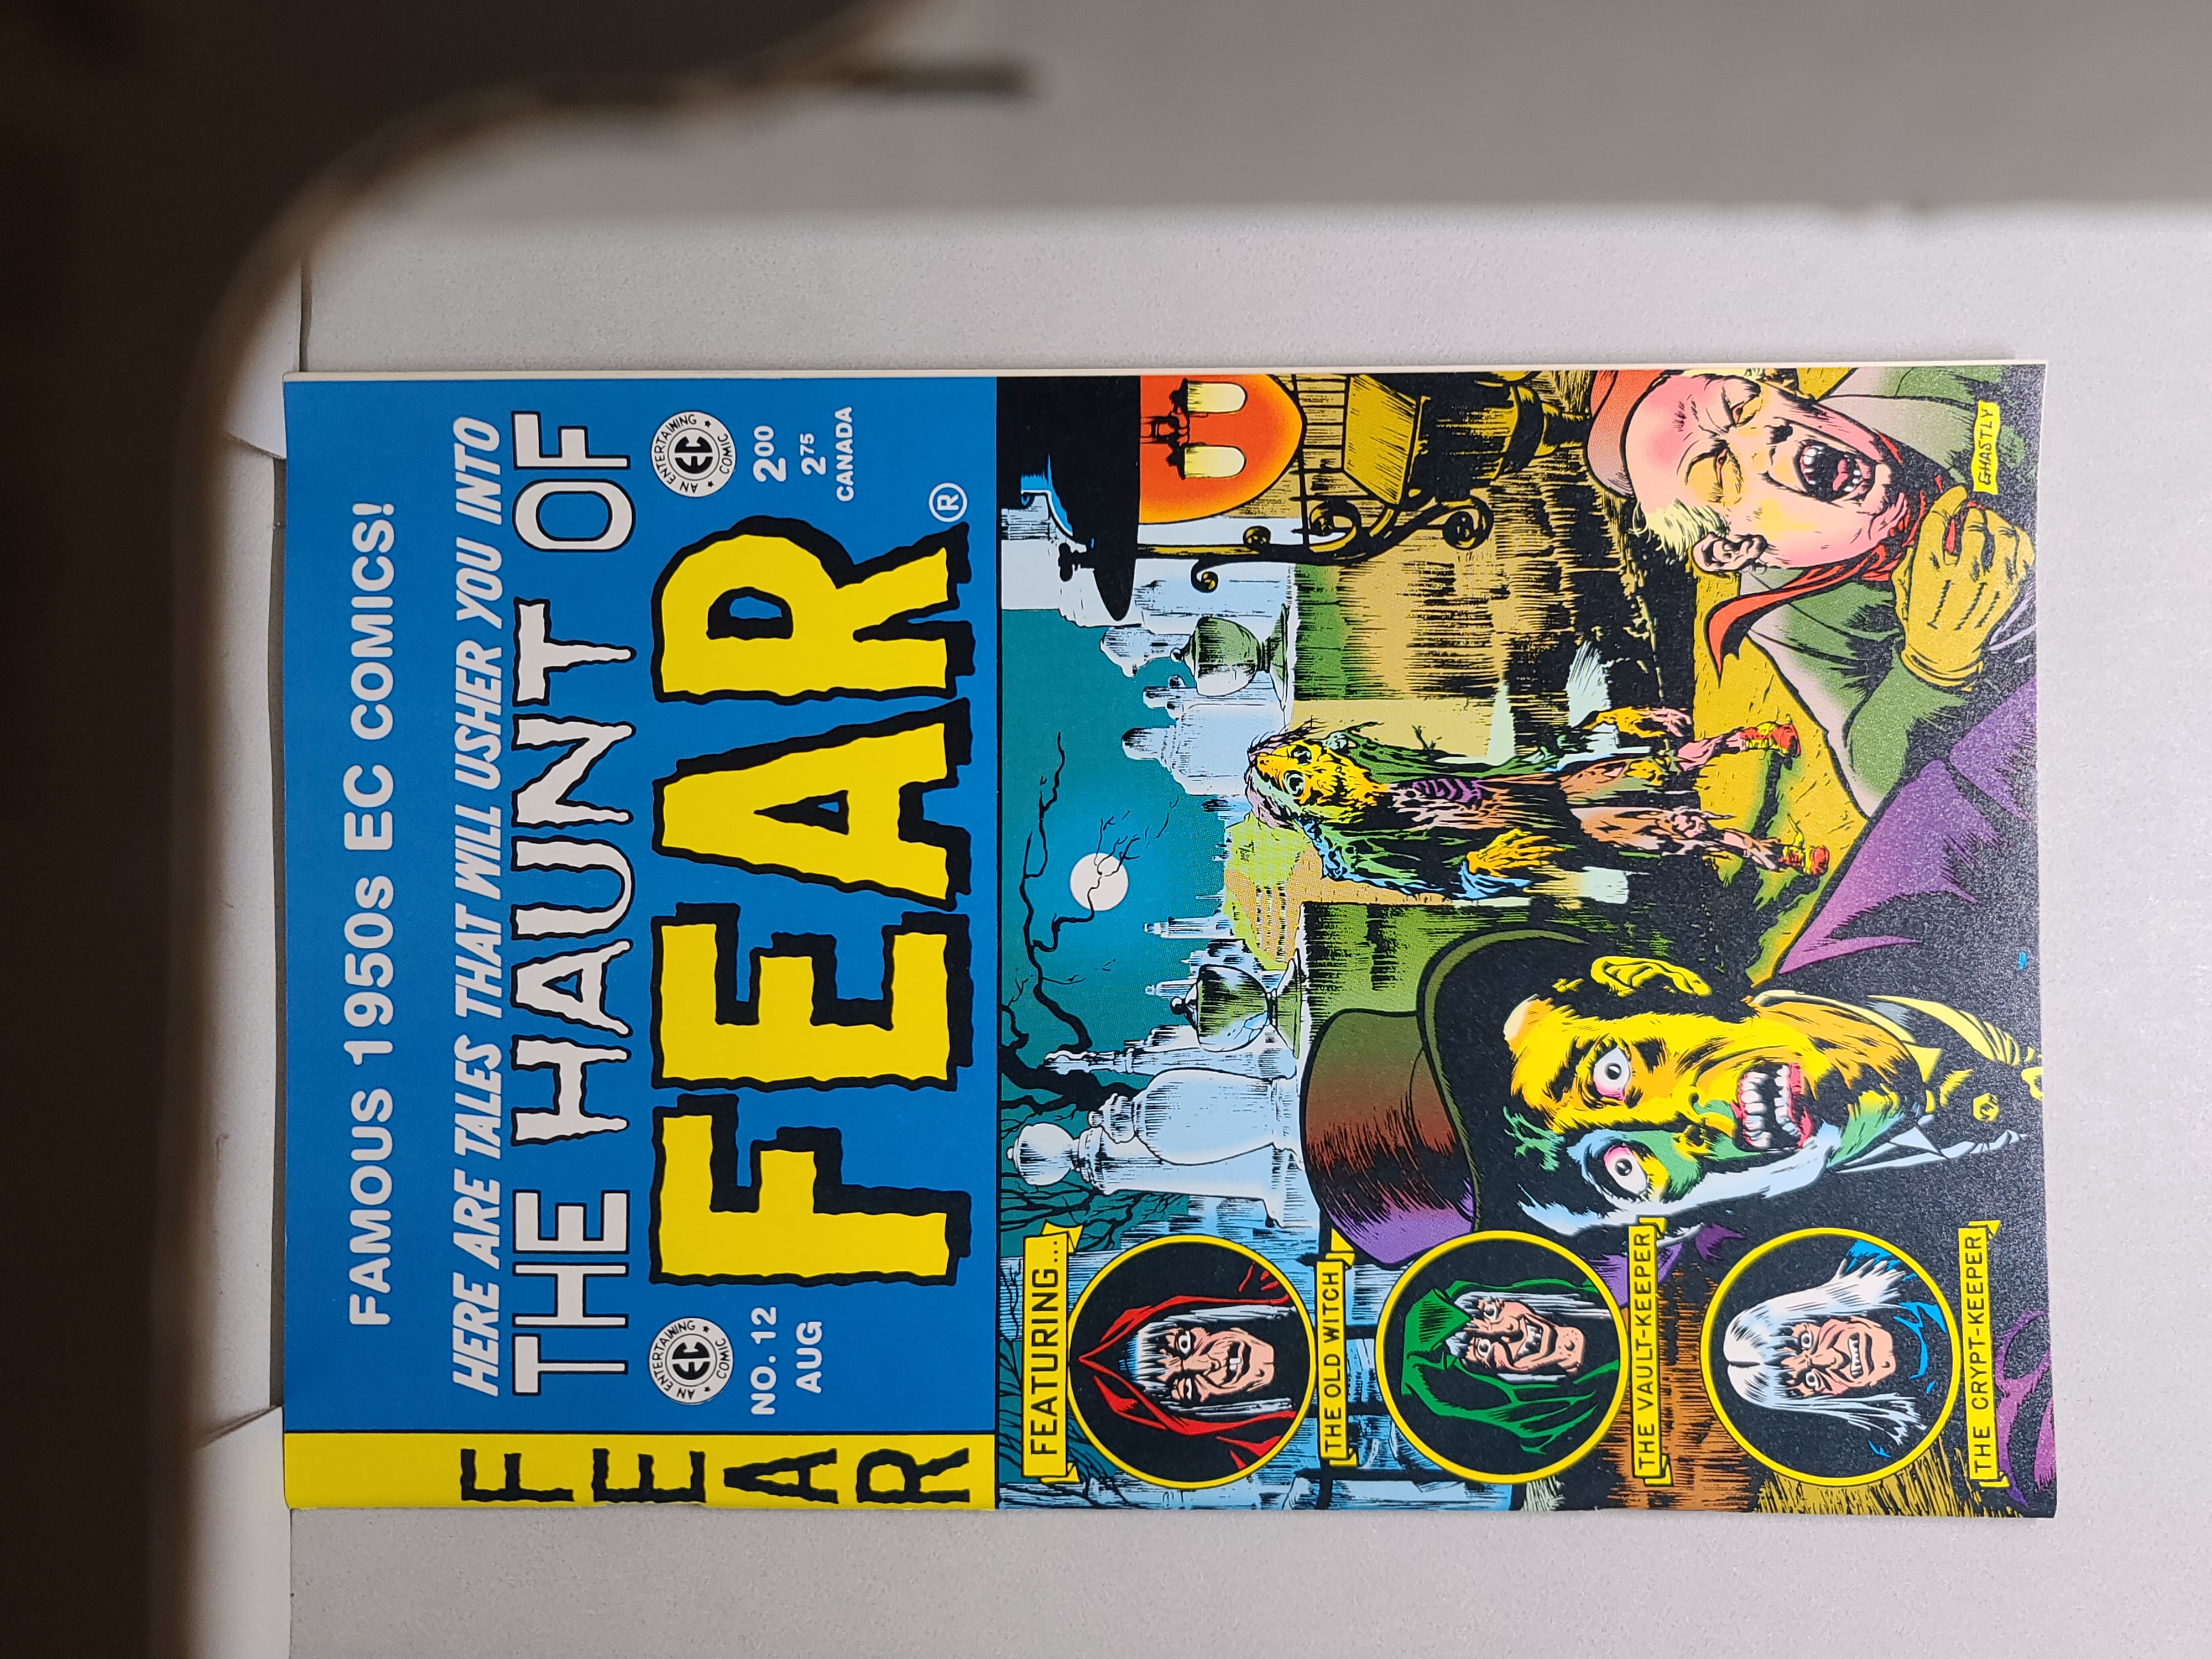 FAMOUS 1950s EC COMICS!
HERE ARE TALES THAT WILL USHER YOU INTO
THE HAUNT OF
FEAR
FEAR
®
AN ENTERTAINING
EC
COMIC
NO. 12
AUG
AN ENTERTAINING
EC
COMIC
2.00
2.75
CANADA
FEATURING...
THE OLD WITCH
THE VAULT-KEEPER
THE CRYPT-KEEPER
GHASTLY